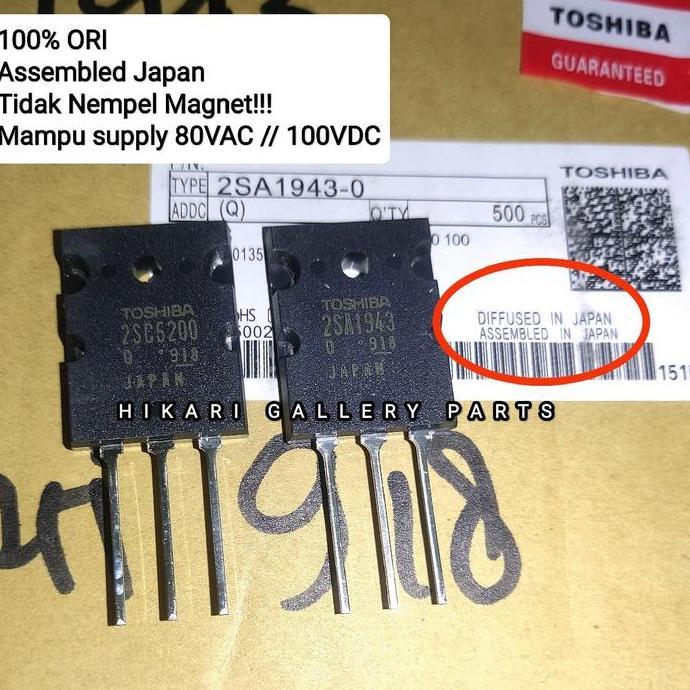 100% ORI
Assembled Japan
Tidak Nempel Magnet!!!
Mampu supply 80VAC // 100VDC
TOSHIBA
GUARANTEED
TOSHIBA
TYPE 2SA1943-O
ADDC (Q) Q'TY 500 PCS
DIFFUSED IN JAPAN
ASSEMBLED IN JAPAN
TOSHIBA
2SC5200
O 918
JAPAN
TOSHIBA
2SA1943
O 918
JAPAN
HIKARI GALLERY PARTS
918